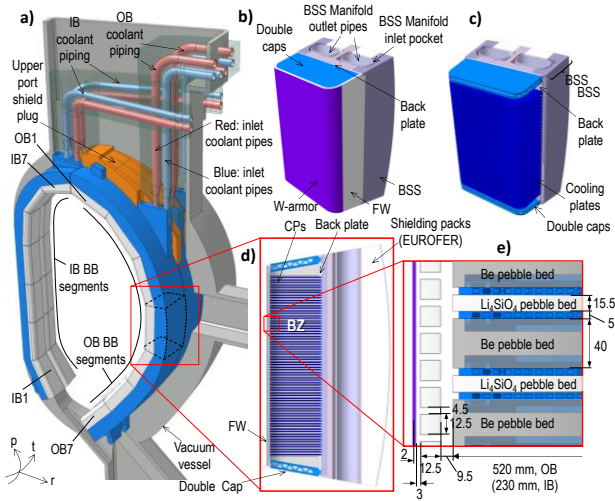 a)
IB
coolant
piping
OB
coolant
piping
Upper
port
shield
plug
OB1
IB7
Red: inlet
coolant pipes
Blue: inlet
coolant pipes
IB BB
segments
OB BB
segments
IB1
OB7
Vacuum
vessel
p
t
r
b)
BSS Manifold
outlet pipes
Double
caps
BSS Manifold
inlet pocket
Back
plate
BSS
W-armor
FW
c)
BSS
BSS
Back
plate
Cooling
plates
Double caps
d)
CPs
Back plate
Shielding packs
(EUROFER)
BZ
FW
Double Cap
e)
Be pebble bed
Li4SiO4 pebble bed
15.5
5
Be pebble bed
40
Li4SiO4 pebble bed
4.5
12.5
Be pebble bed
2
12.5
9.5
3
520 mm, OB
(230 mm, IB)